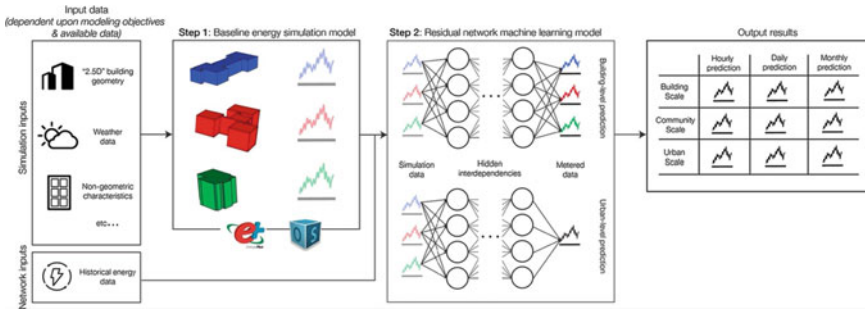 Input data
(dependent upon modeling objectives
& available data)
Simulation inputs
"2.5D" building
geometry
Weather
data
Non-geometric
characteristics
etc...
Network inputs
Historical energy
data
Step 1: Baseline energy simulation model
et
OS
Step 2: Residual network machine learning model
Building-level prediction
Simulation
data
Hidden
interdependencies
Metered
data
Urban-level prediction
Output results
Hourly
prediction
Daily
prediction
Monthly
prediction
Building
Scale
Community
Scale
Urban
Scale